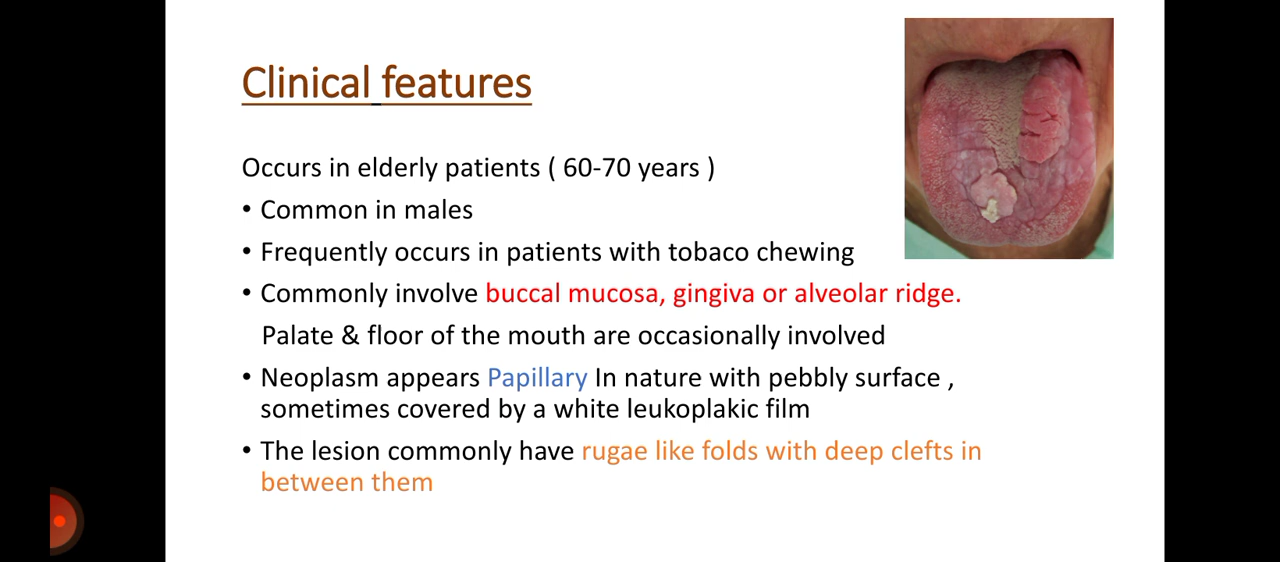 Clinical features
Occurs in elderly patients ( 60-70 years )
• Common in males
• Frequently occurs in patients with tobaco chewing
• Commonly involve buccal mucosa, gingiva or alveolar ridge.
Palate & floor of the mouth are occasionally involved
• Neoplasm appears Papillary In nature with pebbly surface ,
sometimes covered by a white leukoplakic film
• The lesion commonly have rugae like folds with deep clefts in
between them